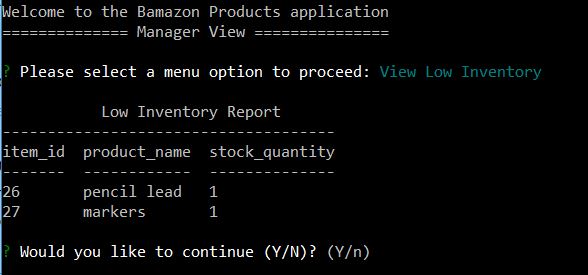 Welcome to the Bamazon Products application
============== Manager View ===============
? Please select a menu option to proceed: View Low Inventory
Low Inventory Report
------------------------------------
item_id  product_name  stock_quantity
-------  ------------  --------------
26       pencil lead   1
27       markers       1
? Would you like to continue (Y/N)? (Y/n)